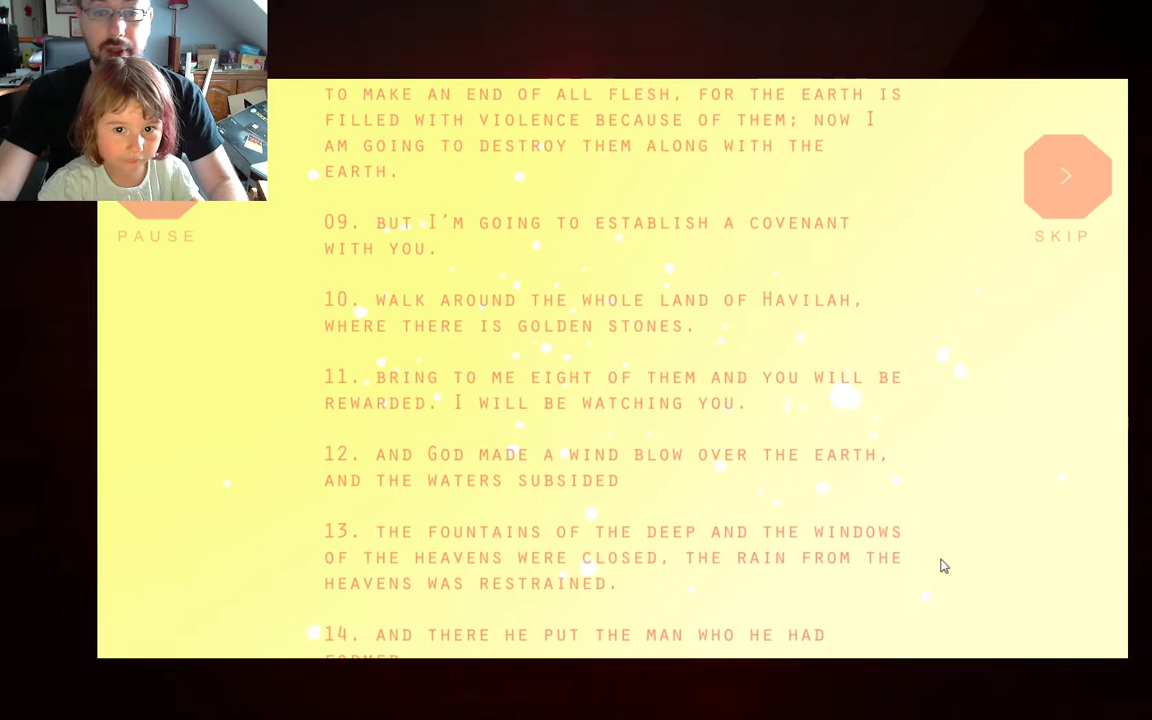 TO MAKE AN END OF ALL FLESH, FOR THE EARTH IS
FILLED WITH VIOLENCE BECAUSE OF THEM; NOW I
AM GOING TO DESTROY THEM ALONG WITH THE
EARTH.
09. BUT I'M GOING TO ESTABLISH A COVENANT
WITH YOU.
10. WALK AROUND THE WHOLE LAND OF HAVILAH,
WHERE THERE IS GOLDEN STONES.
11. BRING TO ME EIGHT OF THEM AND YOU WILL BE
REWARDED. I WILL BE WATCHING YOU.
12. AND GOD MADE A WIND BLOW OVER THE EARTH,
AND THE WATERS SUBSIDED
13. THE FOUNTAINS OF THE DEEP AND THE WINDOWS
OF THE HEAVENS WERE CLOSED, THE RAIN FROM THE
HEAVENS WAS RESTRAINED.
14. AND THERE HE PUT THE MAN WHO HE HAD
FORMED
PAUSE
SKIP